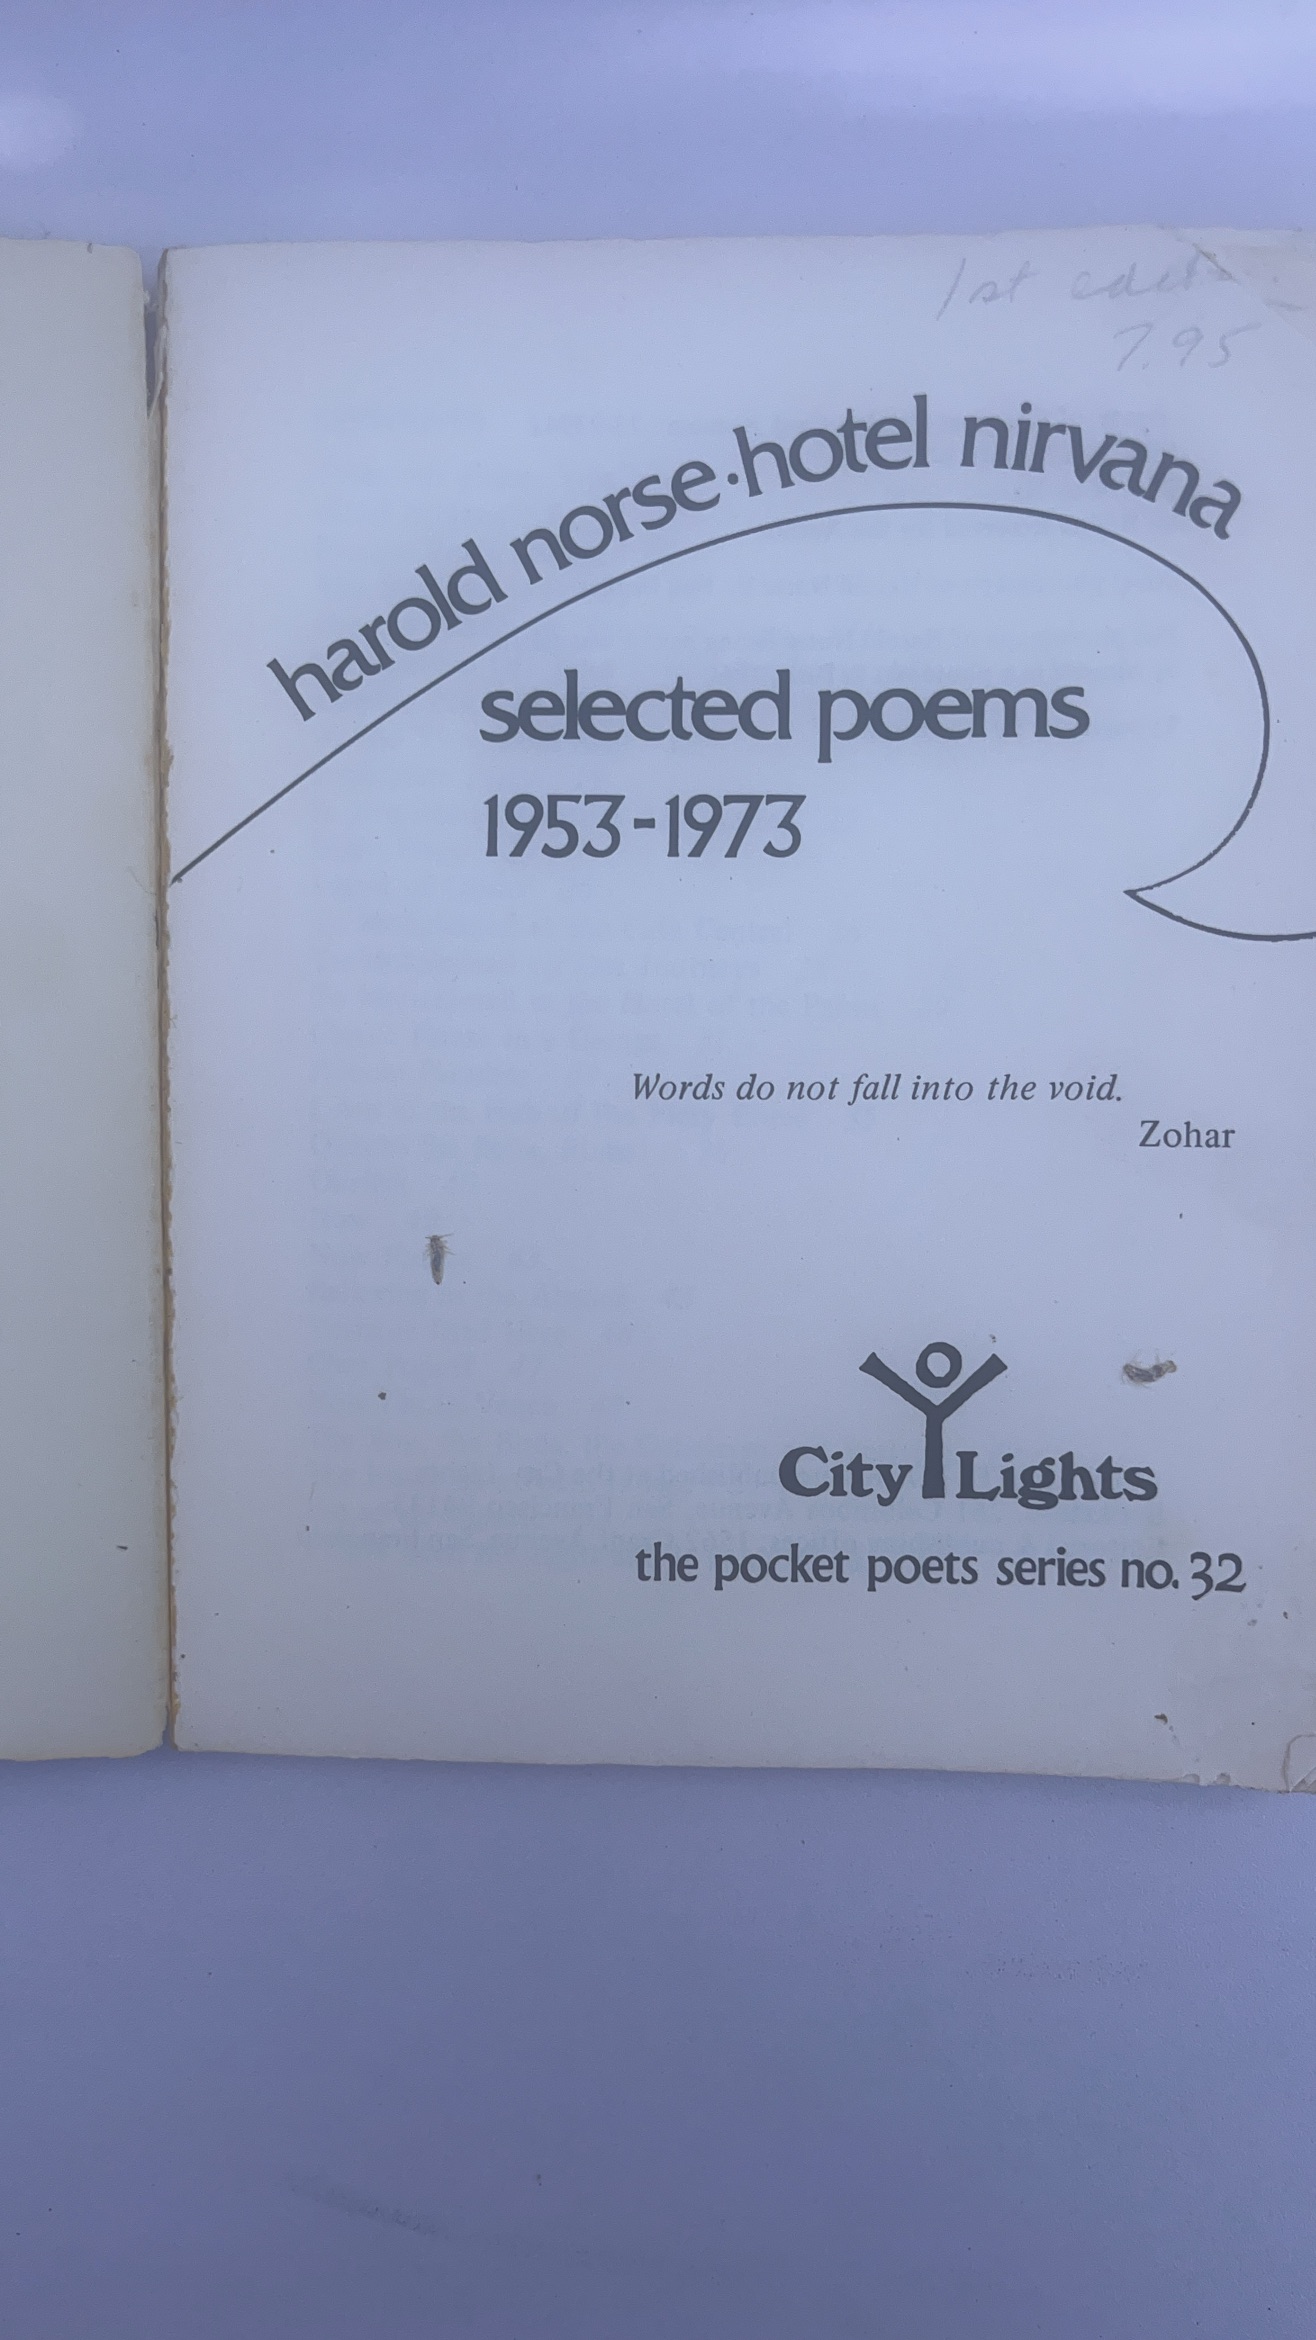 1st edit
7.95
harold norse · hotel nirvana
selected poems
1953-1973
Words do not fall into the void.
Zohar
City Lights
the pocket poets series no. 32